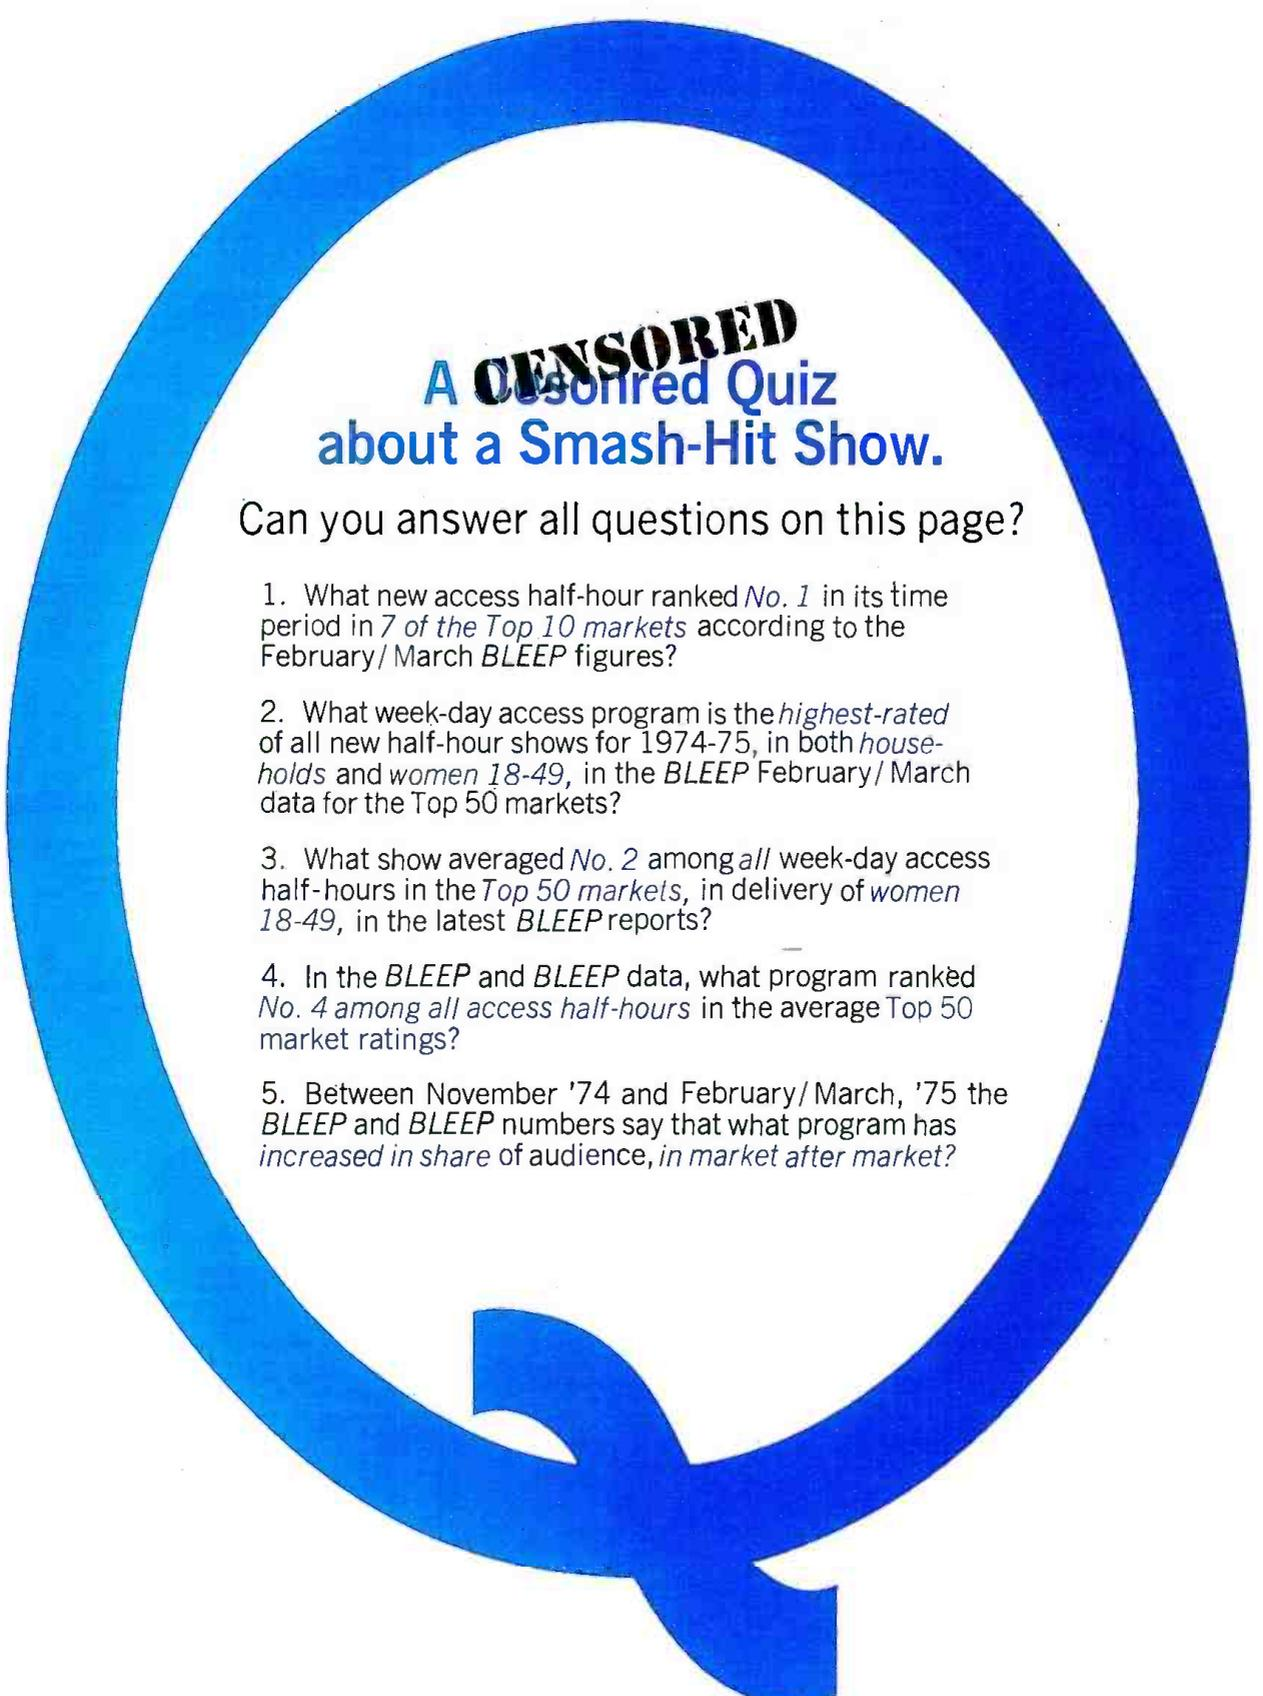 CENSORED
A Cesonred Quiz
about a Smash-Hit Show.
Can you answer all questions on this page?
1. What new access half-hour ranked No. 1 in its time
period in 7 of the Top 10 markets according to the
February/March BLEEP figures?
2. What week-day access program is the highest-rated
of all new half-hour shows for 1974-75, in both house-
holds and women 18-49, in the BLEEP February/March
data for the Top 50 markets?
3. What show averaged No. 2 among all week-day access
half-hours in the Top 50 markets, in delivery of women
18-49, in the latest BLEEP reports?
4. In the BLEEP and BLEEP data, what program ranked
No. 4 among all access half-hours in the average Top 50
market ratings?
5. Between November '74 and February/March, '75 the
BLEEP and BLEEP numbers say that what program has
increased in share of audience, in market after market?